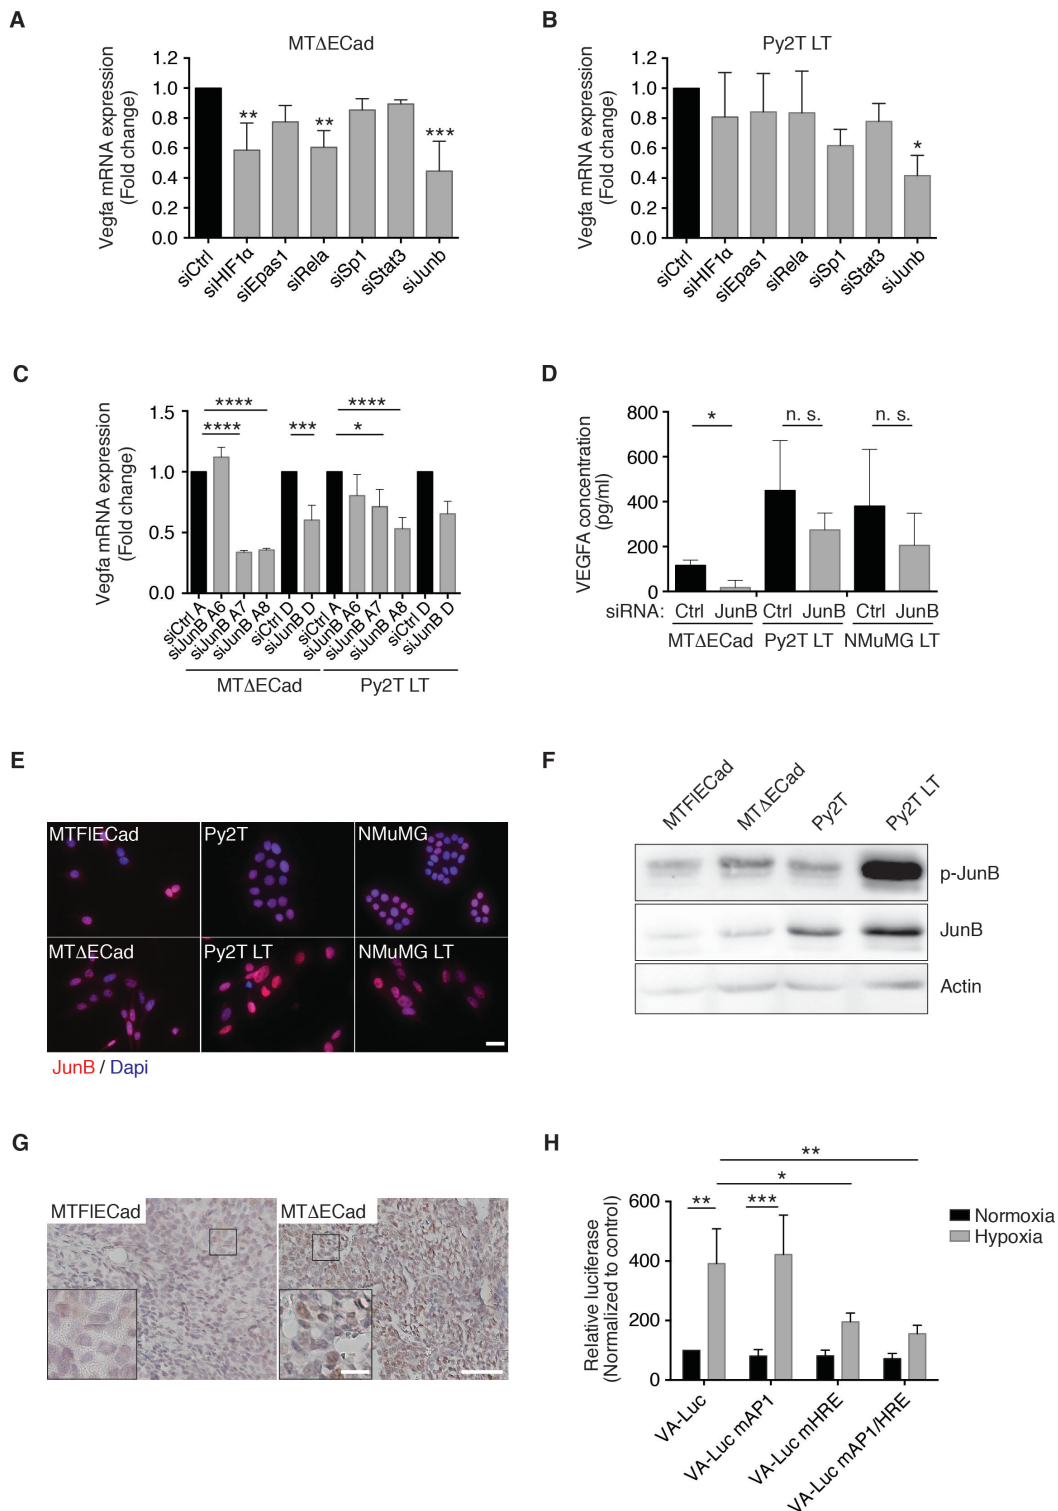 A
MTΔECad
Vegfa mRNA expression
(Fold change)
1.2
1.0
0.8
0.6
0.4
0.2
0.0
** ** ***
siCtrl siHIF1α siEpas1 siRela siSp1 siStat3 siJunb
B
Py2T LT
Vegfa mRNA expression
(Fold change)
1.2
1.0
0.8
0.6
0.4
0.2
0.0
*
siCtrl siHIF1α siEpas1 siRela siSp1 siStat3 siJunb
C
Vegfa mRNA expression
(Fold change)
1.5
1.0
0.5
0.0
**** ****
**** *** *
siCtrl A siJunB A6 siJunB A7 siJunB A8 siCtrl D siJunB D siCtrl A siJunB A6 siJunB A7 siJunB A8 siCtrl D siJunB D
MTΔECad Py2T LT
D
VEGFA concentration
(pg/ml)
800
600
400
200
0
* n. s. n. s.
siRNA: Ctrl JunB Ctrl JunB Ctrl JunB
MTΔECad Py2T LT NMuMG LT
E
MTFlECad Py2T NMuMG
MTΔECad Py2T LT NMuMG LT
JunB / Dapi
F
MTFlECad MTΔECad Py2T Py2T LT
p-JunB
JunB
Actin
G
MTFlECad MTΔECad
H
Relative luciferase
(Normalized to control)
600
400
200
0
**
*
** ***
Normoxia
Hypoxia
VA-Luc VA-Luc mAP1 VA-Luc mHRE VA-Luc mAP1/HRE